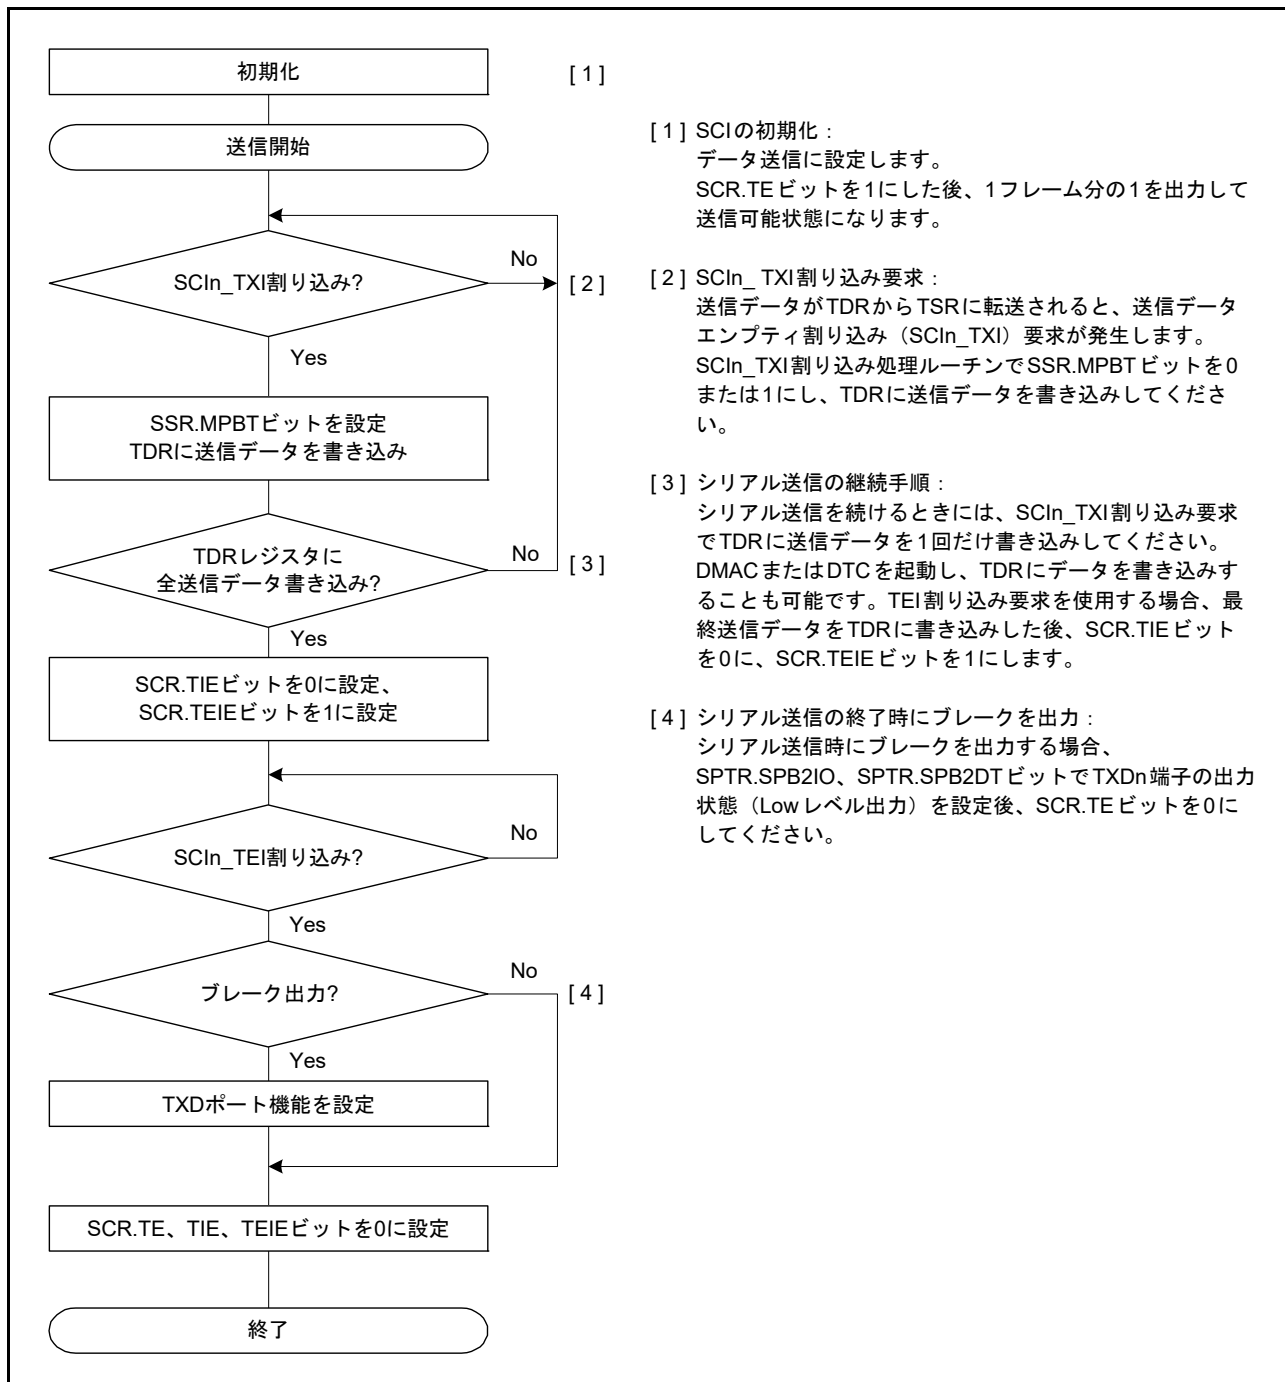 初期化
[ 1 ]
送信開始
SCIn_TXI割り込み?
No
[ 2 ]
Yes
SSR.MPBTビットを設定
TDRに送信データを書き込み
TDRレジスタに
全送信データ書き込み?
No
[ 3 ]
Yes
SCR.TIEビットを0に設定、
SCR.TEIEビットを1に設定
SCIn_TEI割り込み?
No
Yes
ブレーク出力?
No
[ 4 ]
Yes
TXDポート機能を設定
SCR.TE、TIE、TEIEビットを0に設定
終了
[ 1 ] SCIの初期化：
データ送信に設定します。
SCR.TEビットを1にした後、1フレーム分の1を出力して
送信可能状態になります。
[ 2 ] SCIn_ TXI割り込み要求：
送信データがTDRからTSRに転送されると、送信データ
エンプティ割り込み（SCIn_TXI）要求が発生します。
SCIn_TXI割り込み処理ルーチンでSSR.MPBTビットを0
または1にし、TDRに送信データを書き込みしてくださ
い。
[ 3 ] シリアル送信の継続手順：
シリアル送信を続けるときには、SCIn_TXI割り込み要求
でTDRに送信データを1回だけ書き込みしてください。
DMACまたはDTCを起動し、TDRにデータを書き込みす
ることも可能です。TEI割り込み要求を使用する場合、最
終送信データをTDRに書き込みした後、SCR.TIEビット
を0に、SCR.TEIEビットを1にします。
[ 4 ] シリアル送信の終了時にブレークを出力：
シリアル送信時にブレークを出力する場合、
SPTR.SPB2IO、SPTR.SPB2DTビットでTXDn端子の出力
状態（Lowレベル出力）を設定後、SCR.TEビットを0に
してください。